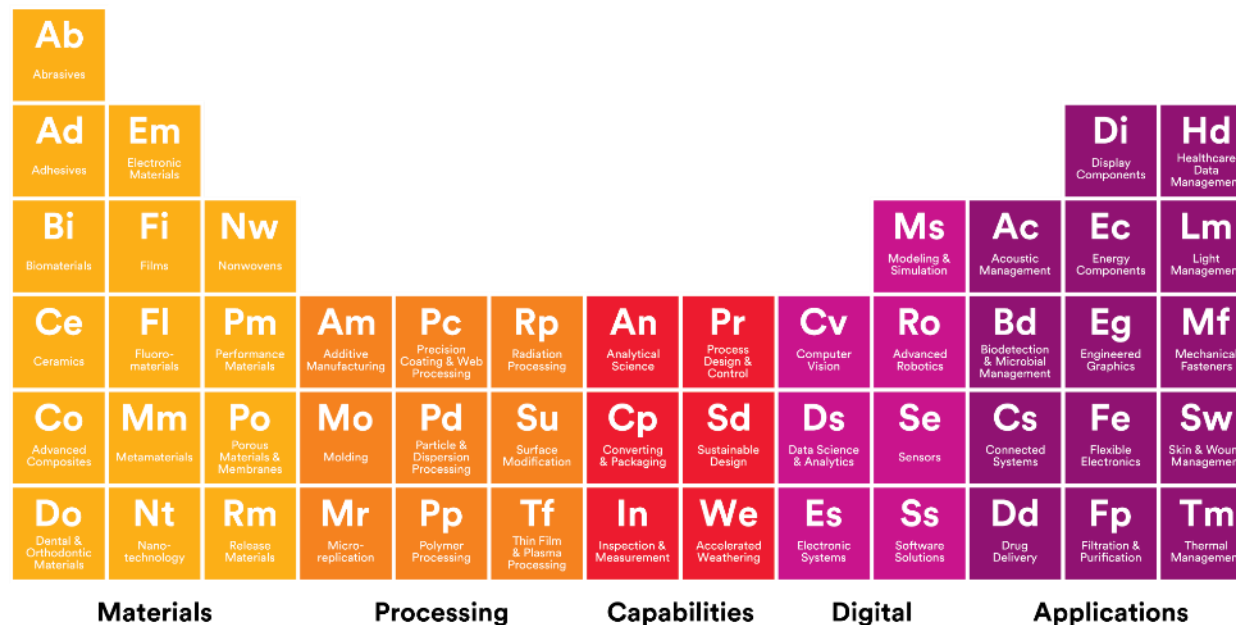 Ab
Abrasives
Ad
Adhesives
Em
Electronic
Materials
Di
Display
Components
Hd
Healthcare
Data
Management
Bi
Biomaterials
Fi
Films
Nw
Nonwovens
Ms
Modeling &
Simulation
Ac
Acoustic
Management
Ec
Energy
Components
Lm
Light
Management
Ce
Ceramics
Fl
Fluoro-
materials
Pm
Performance
Materials
Am
Additive
Manufacturing
Pc
Precision
Coating & Web
Processing
Rp
Radiation
Processing
An
Analytical
Science
Pr
Process
Design &
Control
Cv
Computer
Vision
Ro
Advanced
Robotics
Bd
Biodetection
& Microbial
Management
Eg
Engineered
Graphics
Mf
Mechanical
Fasteners
Co
Advanced
Composites
Mm
Metamaterials
Po
Porous
Materials &
Membranes
Mo
Molding
Pd
Particle &
Dispersion
Processing
Su
Surface
Modification
Cp
Converting
& Packaging
Sd
Sustainable
Design
Ds
Data Science
& Analytics
Se
Sensors
Cs
Connected
Systems
Fe
Flexible
Electronics
Sw
Skin & Wound
Management
Do
Dental &
Orthodontic
Materials
Nt
Nano-
technology
Rm
Release
Materials
Mr
Micro-
replication
Pp
Polymer
Processing
Tf
Thin Film
& Plasma
Processing
In
Inspection &
Measurement
We
Accelerated
Weathering
Es
Electronic
Systems
Ss
Software
Solutions
Dd
Drug
Delivery
Fp
Filtration &
Purification
Tm
Thermal
Management
Materials
Processing
Capabilities
Digital
Applications